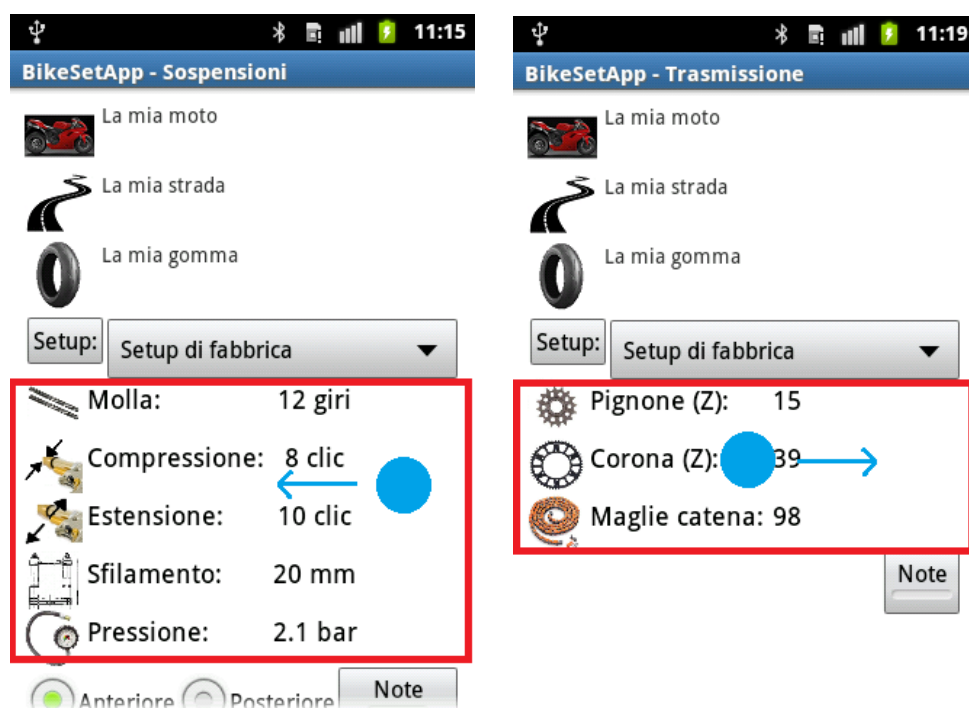 11:15
BikeSetApp - Sospensioni
La mia moto
La mia strada
La mia gomma
Setup: Setup di fabbrica
Molla: 12 giri
Compressione: 8 clic
Estensione: 10 clic
Sfilamento: 20 mm
Pressione: 2.1 bar
Anteriore Posteriore Note
11:19
BikeSetApp - Trasmissione
La mia moto
La mia strada
La mia gomma
Setup: Setup di fabbrica
Pignone (Z): 15
Corona (Z): 39
Maglie catena: 98
Note